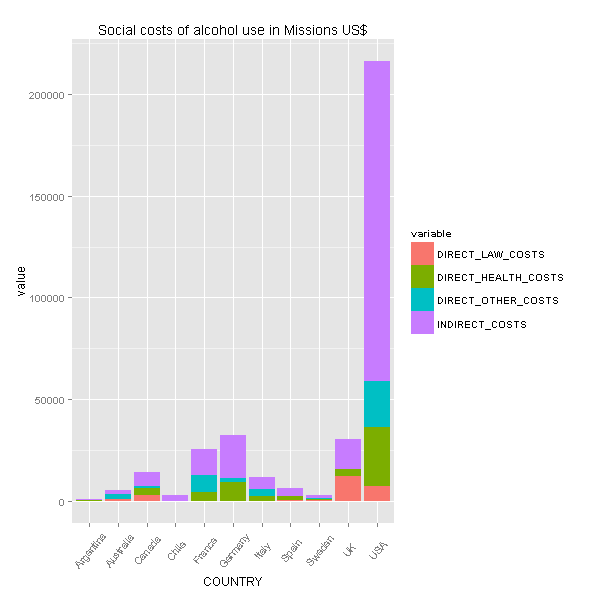 Social costs of alcohol use in Missions US$
200000
150000
100000
50000
0
value
Argentina
Australia
Canada
Chile
France
Germany
Italy
Spain
Sweden
UK
USA
COUNTRY
variable
DIRECT_LAW_COSTS
DIRECT_HEALTH_COSTS
DIRECT_OTHER_COSTS
INDIRECT_COSTS